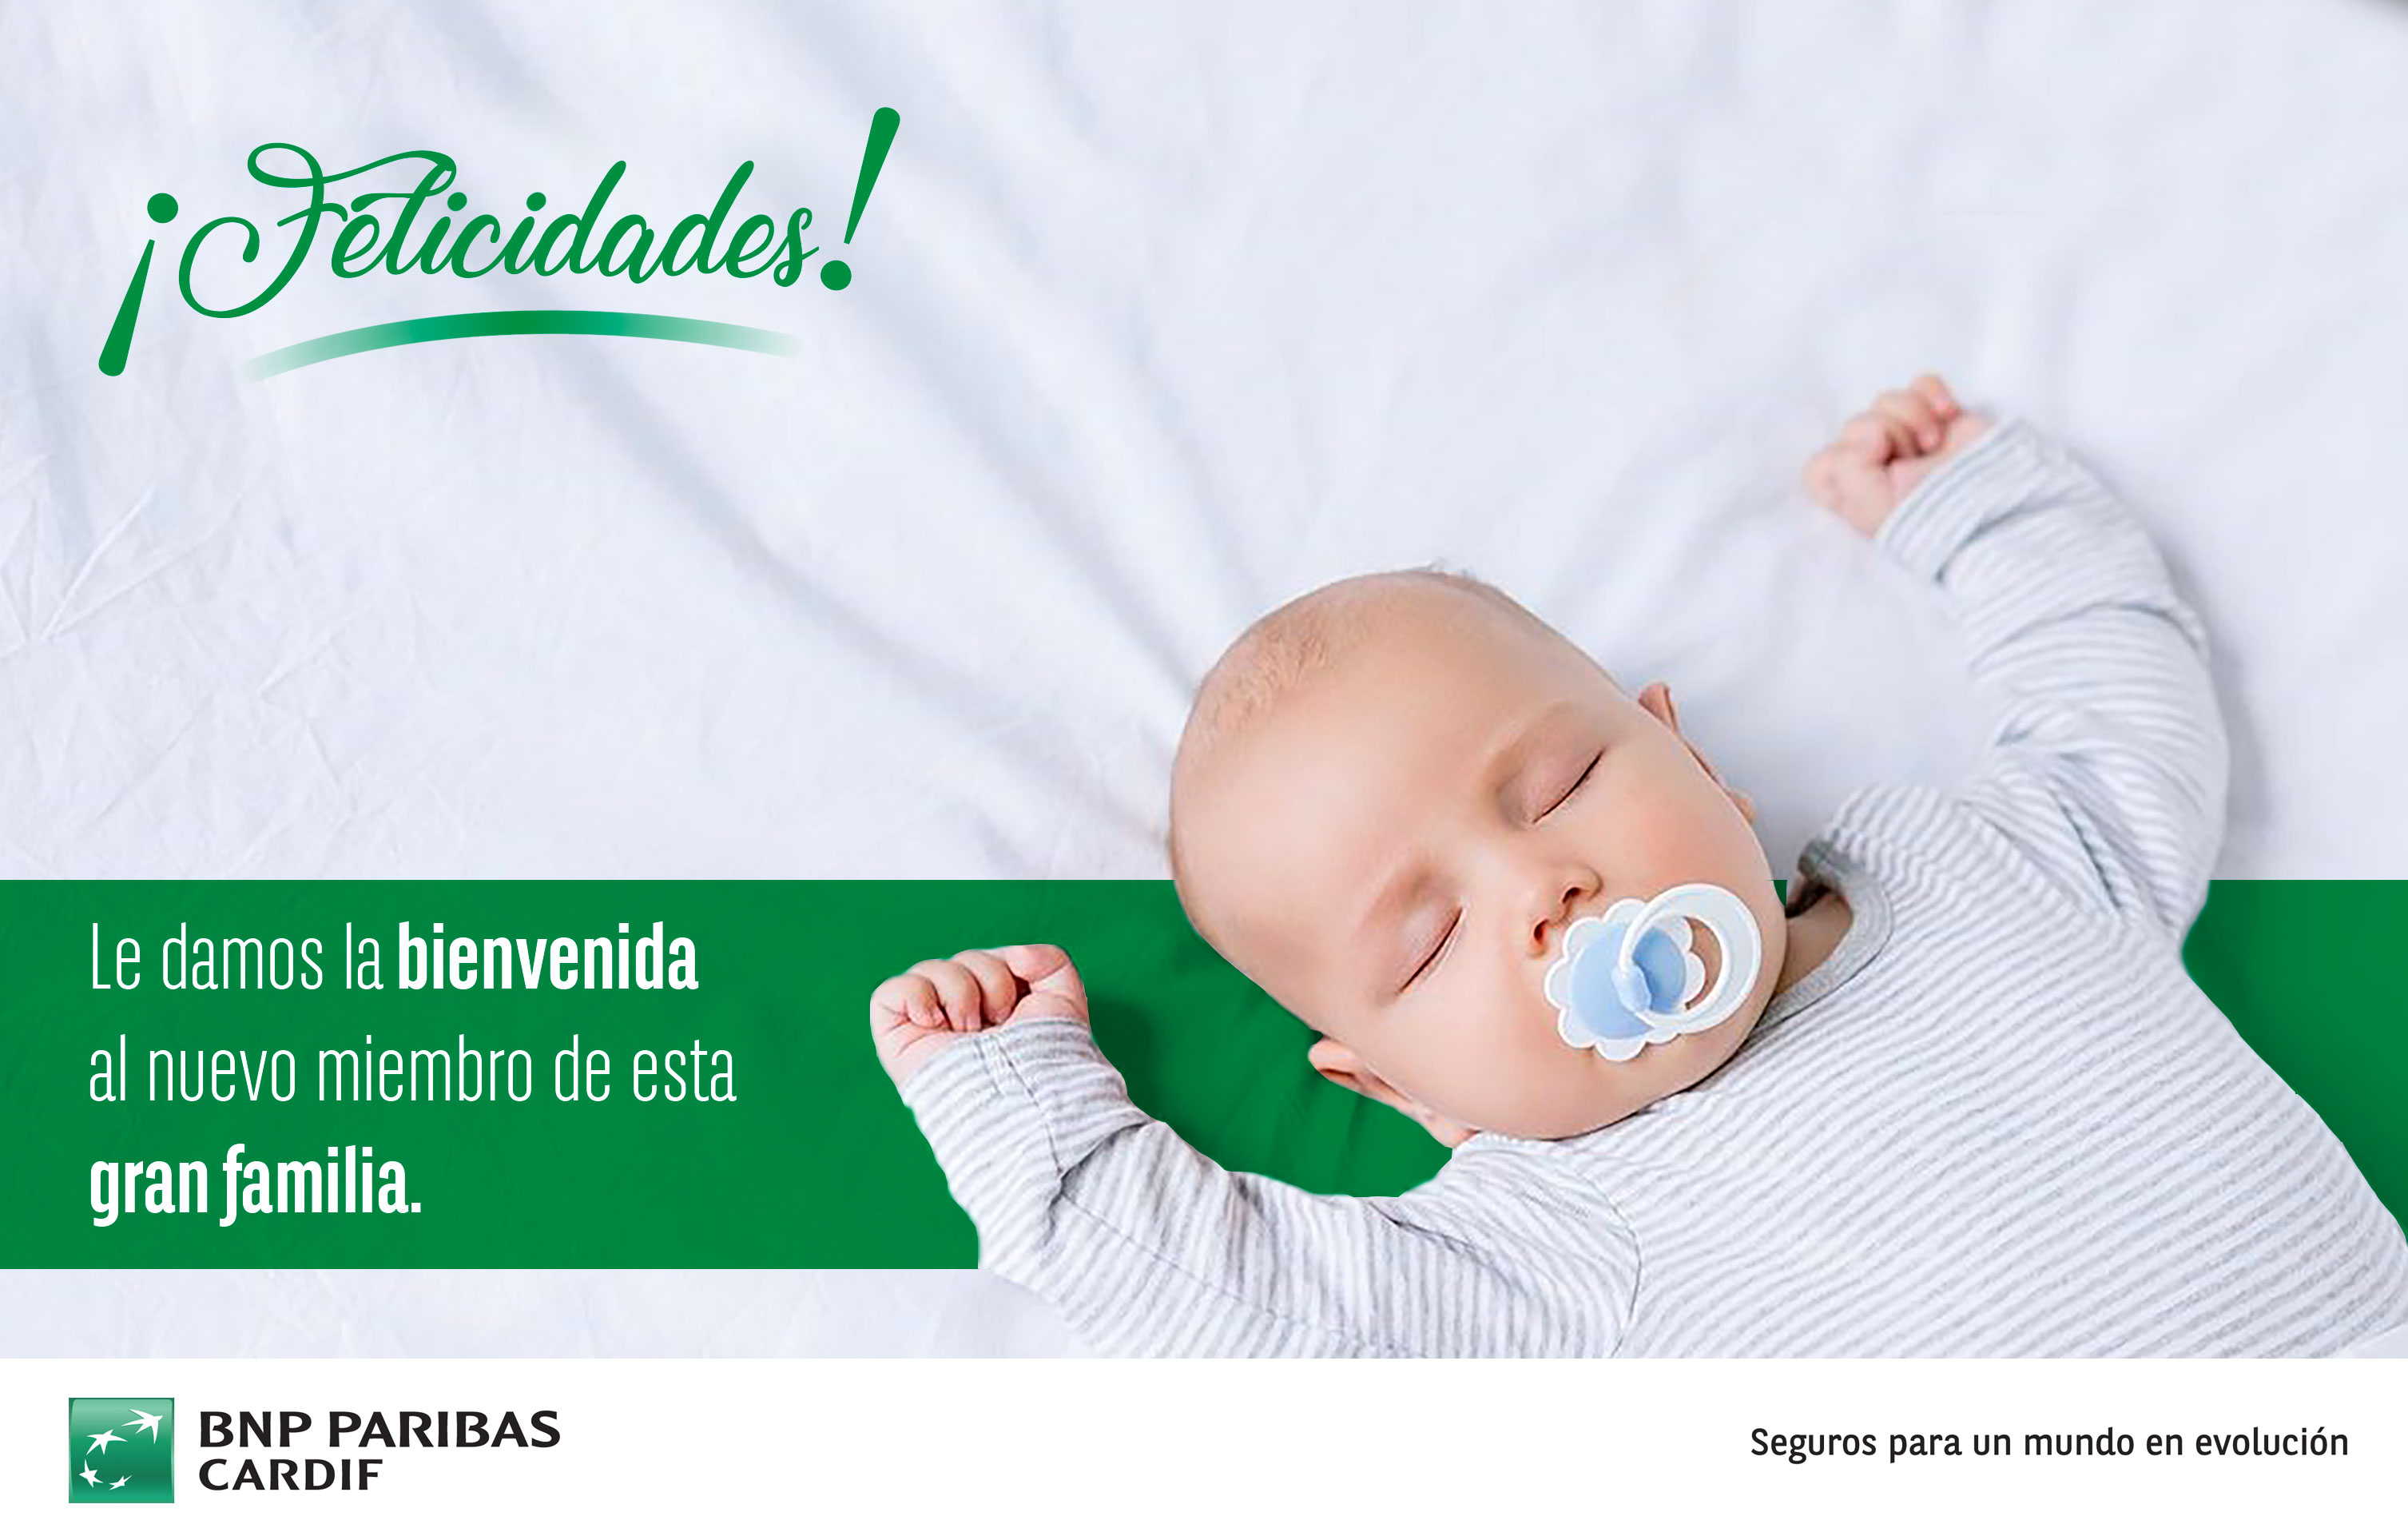 ¡Felicidades!
Le damos la bienvenida
al nuevo miembro de esta
gran familia.
BNP PARIBAS
CARDIF
Seguros para un mundo en evolución